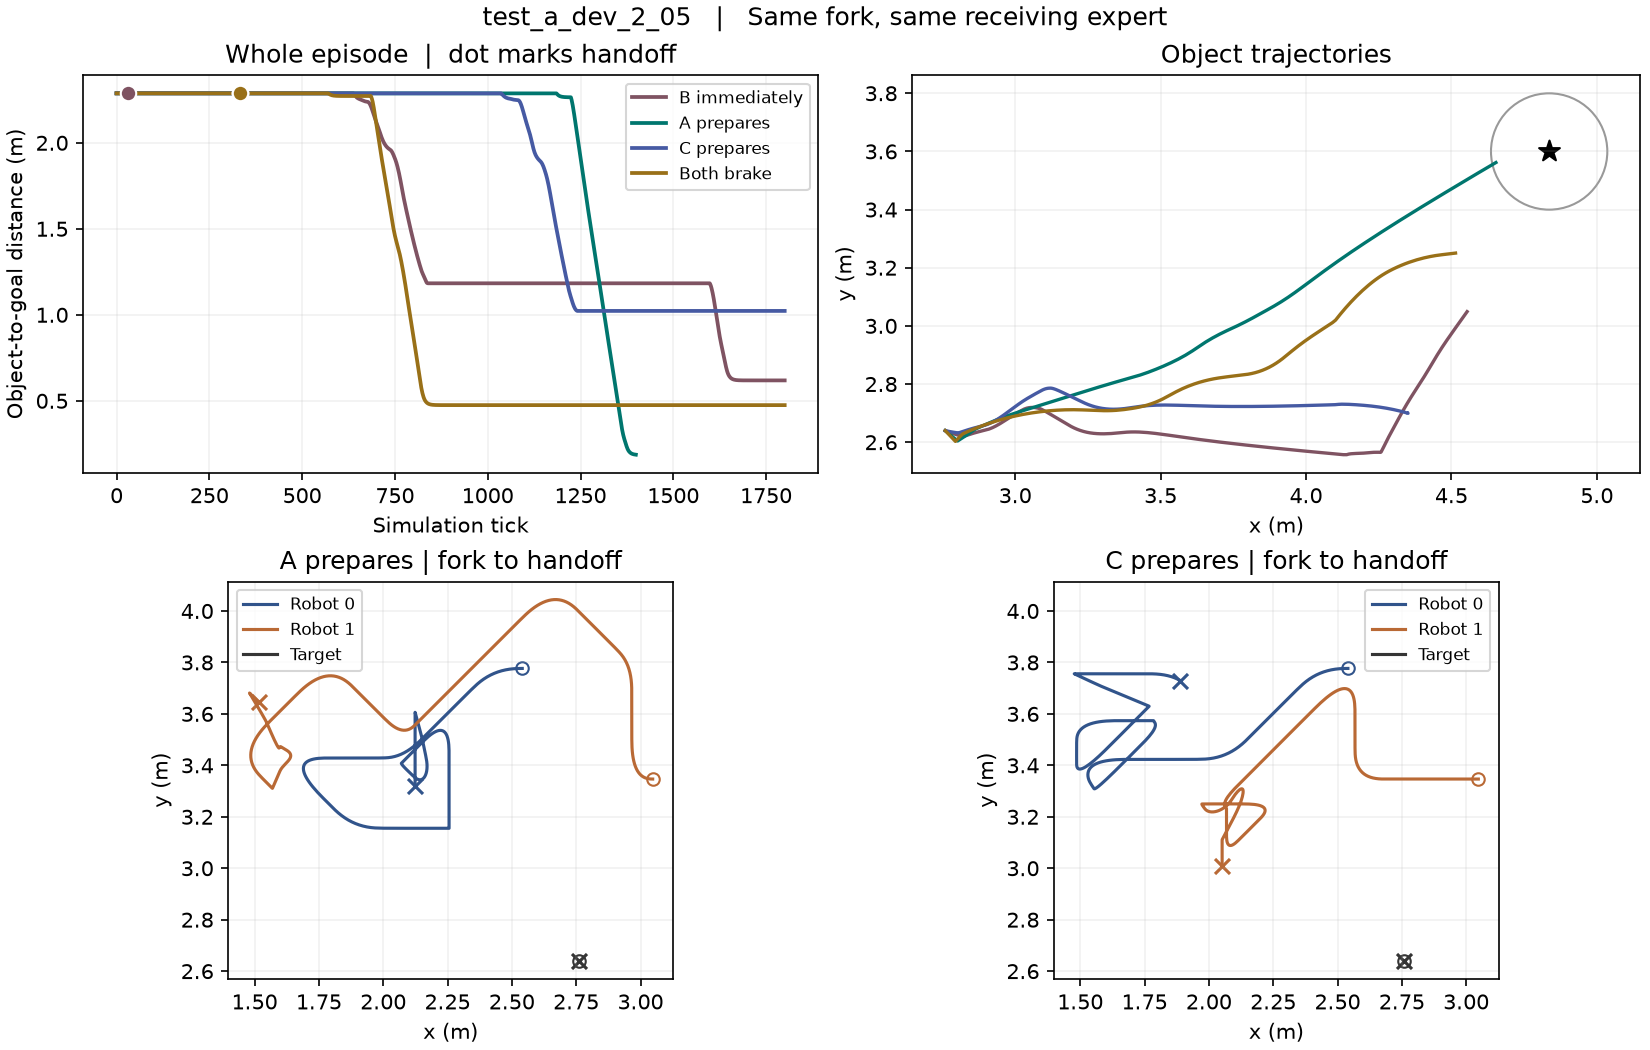 test_a_dev_2_05   |   Same fork, same receiving expert
Whole episode  |  dot marks handoff
Object-to-goal distance (m)
2.0
1.5
1.0
0.5
0
250
500
750
1000
1250
1500
1750
Simulation tick
B immediately
A prepares
C prepares
Both brake
Object trajectories
y (m)
3.8
3.6
3.4
3.2
3.0
2.8
2.6
3.0
3.5
4.0
4.5
5.0
x (m)
A prepares | fork to handoff
y (m)
4.0
3.8
3.6
3.4
3.2
3.0
2.8
2.6
1.50
1.75
2.00
2.25
2.50
2.75
3.00
x (m)
Robot 0
Robot 1
Target
C prepares | fork to handoff
y (m)
4.0
3.8
3.6
3.4
3.2
3.0
2.8
2.6
1.50
1.75
2.00
2.25
2.50
2.75
3.00
x (m)
Robot 0
Robot 1
Target